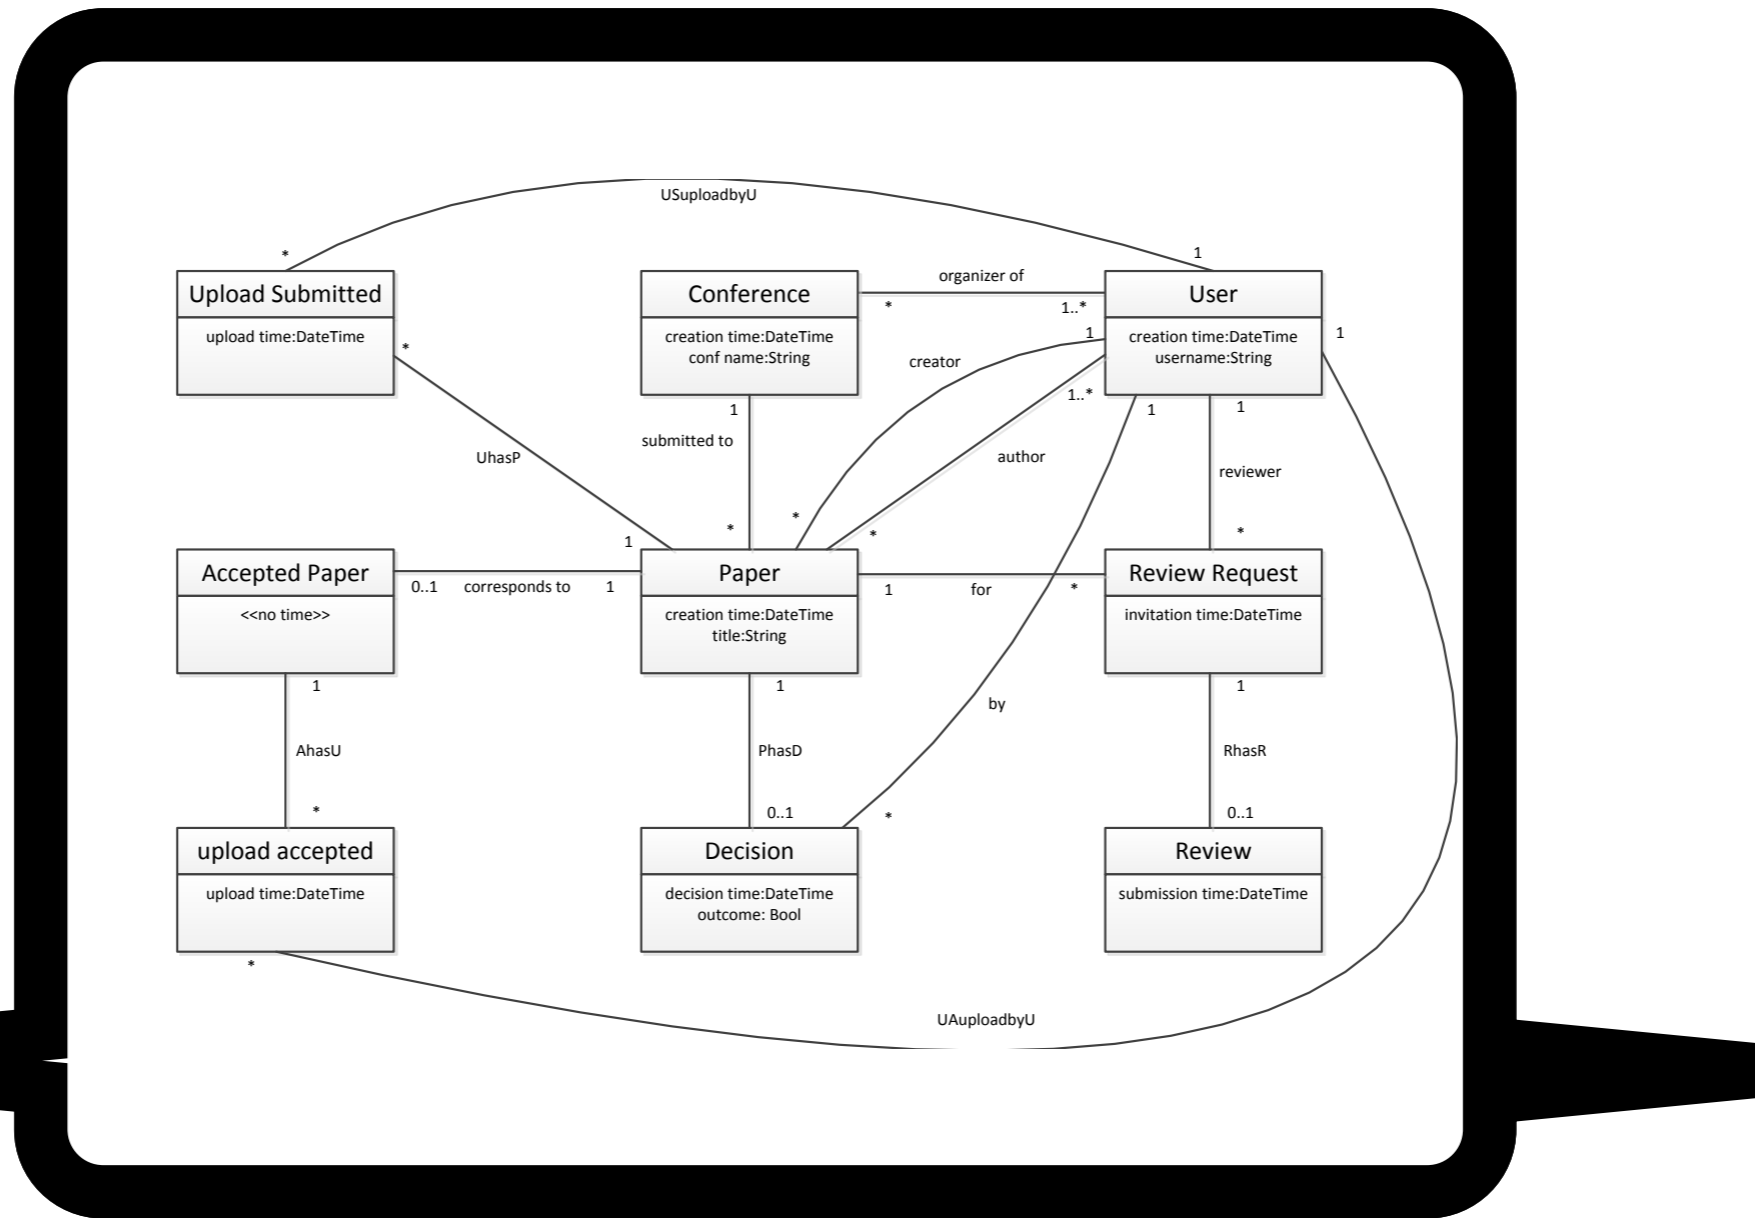 USuploadbyU
*
1
Upload Submitted
upload time:DateTime
*
Conference
creation time:DateTime
conf name:String
organizer of
*
1..*
User
creation time:DateTime
username:String
1
1
creator
1..*
1
submitted to
1
1
UhasP
author
reviewer
*
*
*
*
1
Accepted Paper
<<no time>>
0..1
corresponds to
1
Paper
creation time:DateTime
title:String
1
for
*
Review Request
invitation time:DateTime
1
1
1
by
AhasU
PhasD
RhasR
*
0..1
*
0..1
upload accepted
upload time:DateTime
Decision
decision time:DateTime
outcome: Bool
Review
submission time:DateTime
*
UAuploadbyU